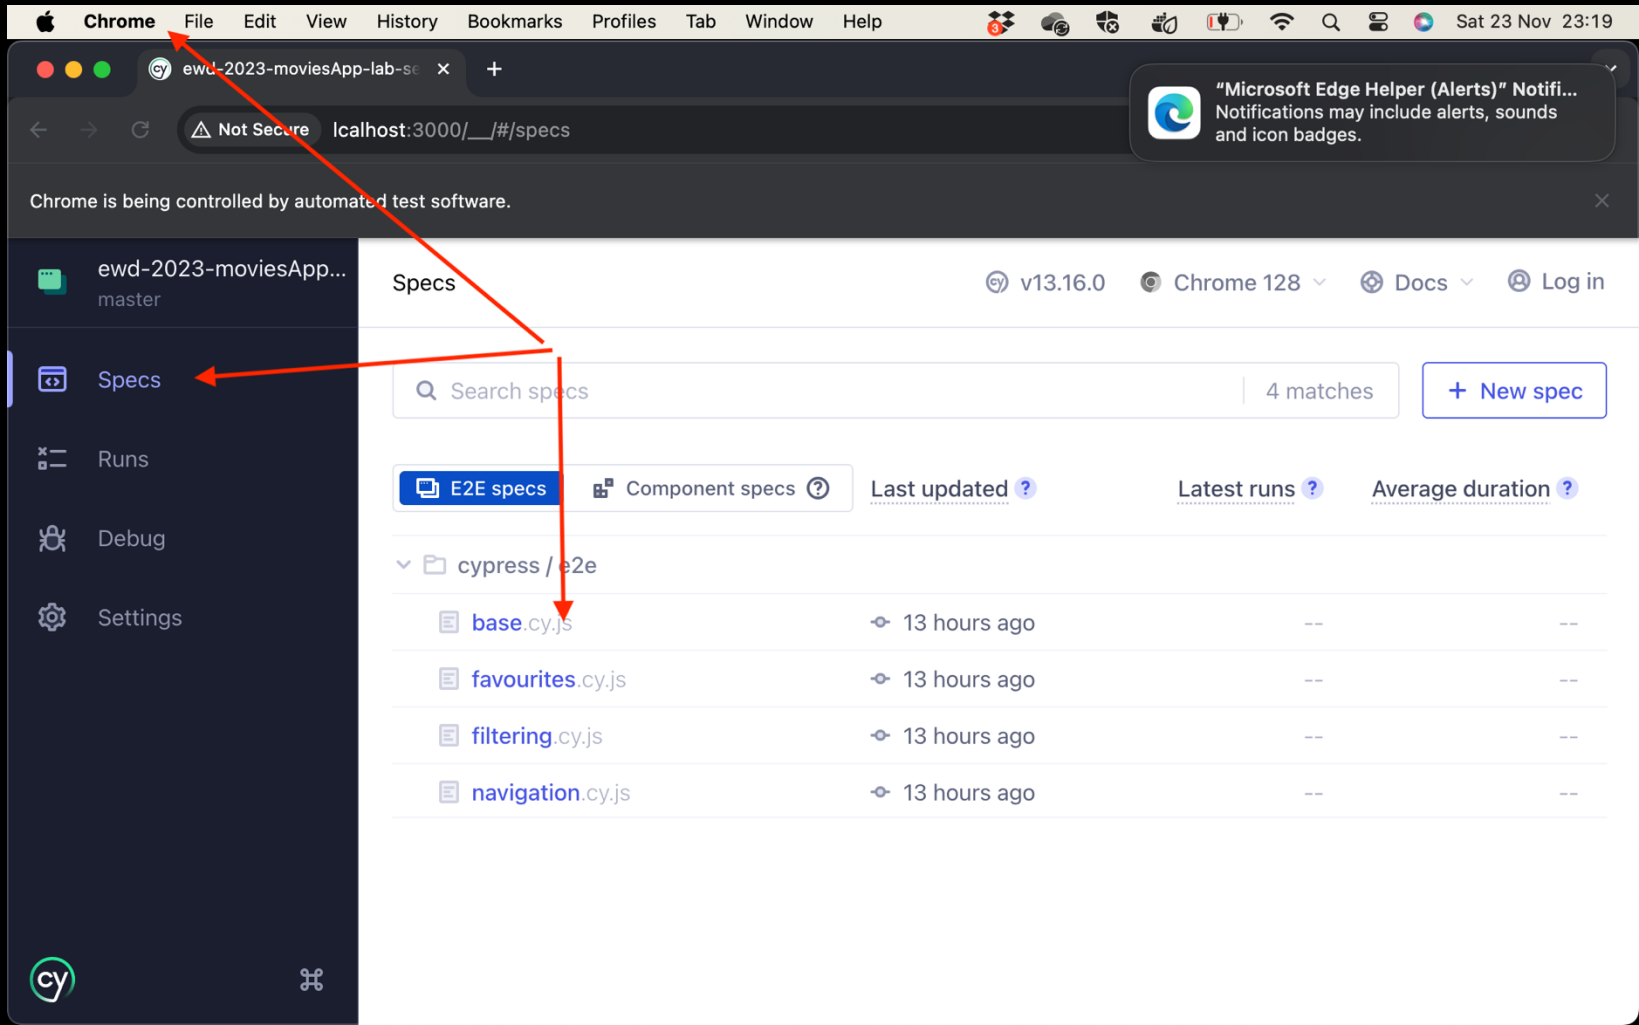 Chrome File Edit View History Bookmarks Profiles Tab Window Help 3 Sat 23 Nov 23:19
cy ewd-2023-moviesApp-lab-se
"Microsoft Edge Helper (Alerts)" Notifi...
Notifications may include alerts, sounds
and icon badges.
Not Secure lcalhost:3000/__/#/specs
Chrome is being controlled by automated test software.
ewd-2023-moviesApp...
master
Specs
Runs
Debug
Settings
cy
Specs
cy v13.16.0 Chrome 128 Docs Log in
Search specs 4 matches + New spec
E2E specs Component specs ? Last updated ? Latest runs ? Average duration ?
cypress / e2e
base.cy.js 13 hours ago -- --
favourites.cy.js 13 hours ago -- --
filtering.cy.js 13 hours ago -- --
navigation.cy.js 13 hours ago -- --